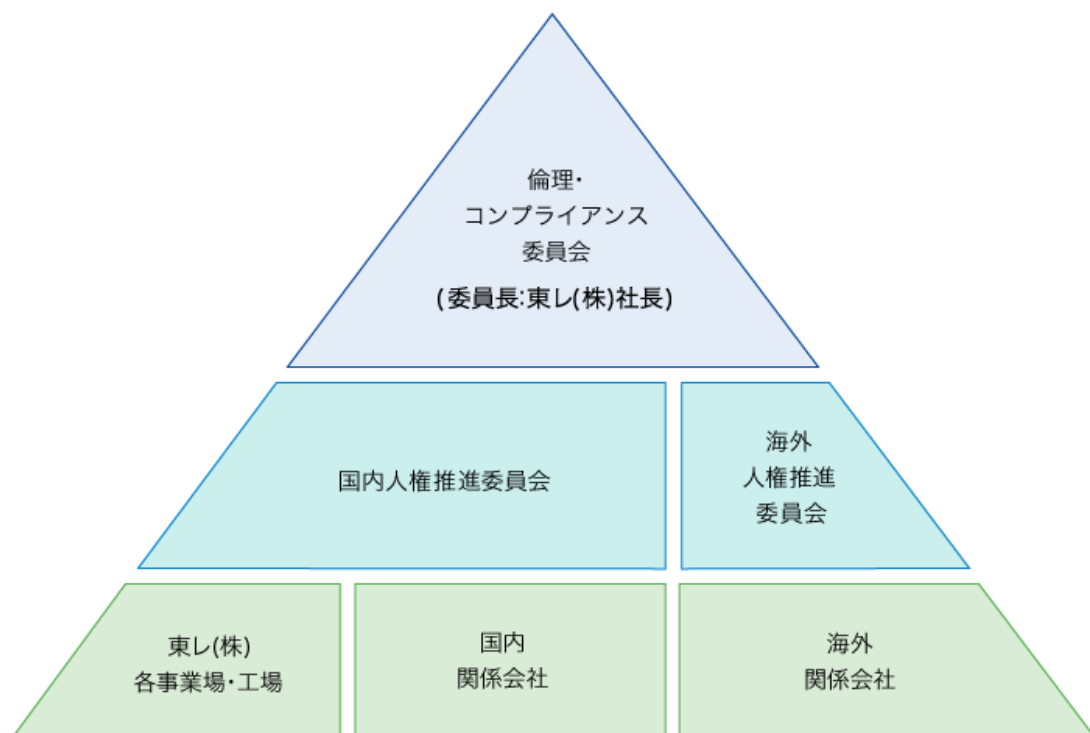 倫理・
コンプライアンス
委員会
(委員長:東レ(株)社長)
国内人権推進委員会
海外
人権推進
委員会
東レ(株)
各事業場・工場
国内
関係会社
海外
関係会社